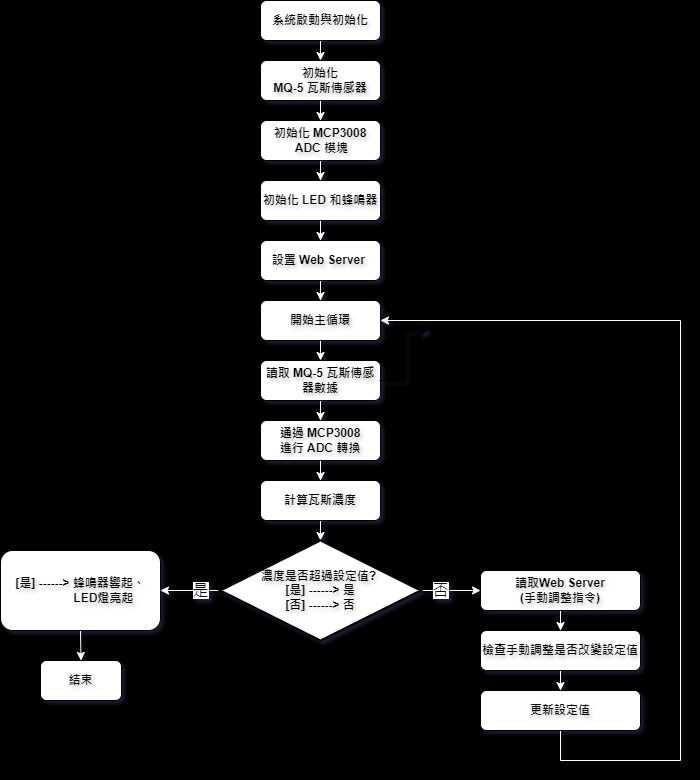 系統啟動與初始化
初始化
MQ-5 瓦斯傳感器
初始化 MCP3008
ADC 模塊
初始化 LED 和蜂鳴器
設置 Web Server
開始主循環
讀取 MQ-5 瓦斯傳感
器數據
通過 MCP3008
進行 ADC 轉換
計算瓦斯濃度
濃度是否超過設定值?
[是] ------> 是
[否] ------> 否
是
[是] ------> 蜂鳴器響起、
LED燈亮起
結束
否
讀取Web Server
(手動調整指令)
檢查手動調整是否改變設定值
更新設定值